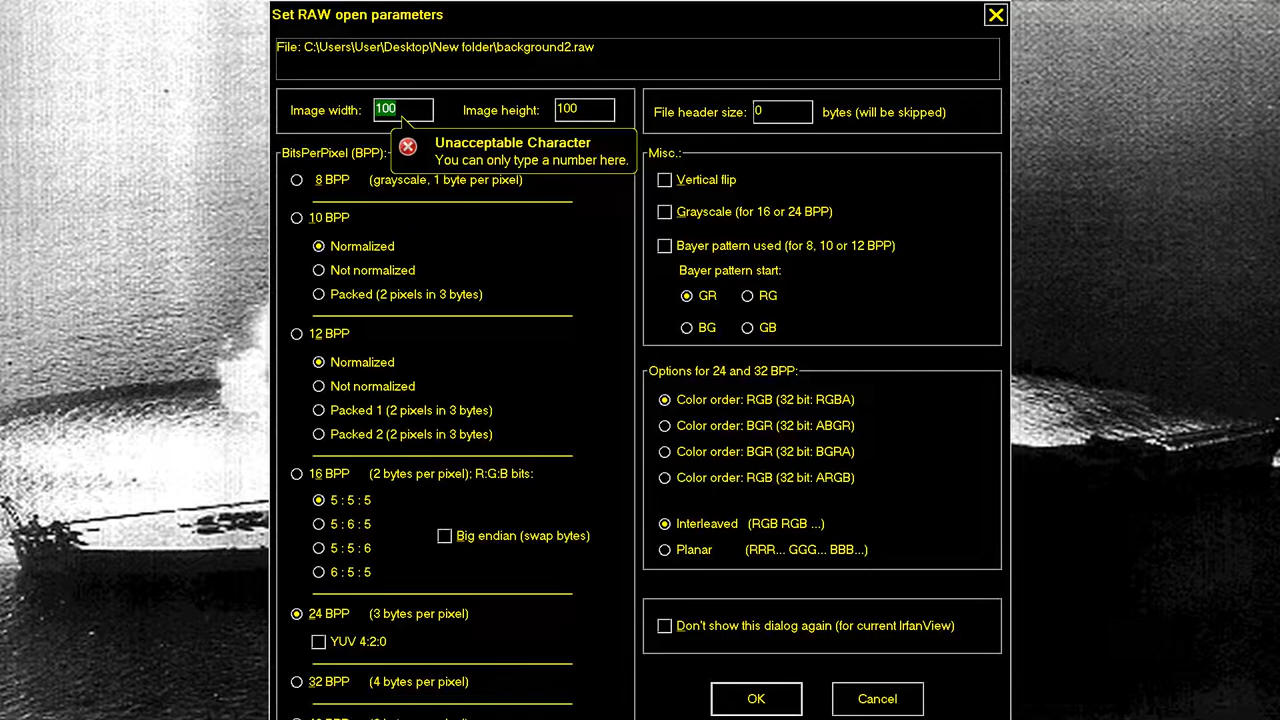 Set RAW open parameters
File: C:\Users\User\Desktop\New folder\background2.raw
Image width: 100 Image height: 100
File header size: 0 bytes (will be skipped)
Unacceptable Character
You can only type a number here.
BitsPerPixel (BPP):
8 BPP (grayscale, 1 byte per pixel)
10 BPP
Normalized
Not normalized
Packed (2 pixels in 3 bytes)
12 BPP
Normalized
Not normalized
Packed 1 (2 pixels in 3 bytes)
Packed 2 (2 pixels in 3 bytes)
16 BPP (2 bytes per pixel); R:G:B bits:
5 : 5 : 5
5 : 6 : 5
5 : 5 : 6
6 : 5 : 5
Big endian (swap bytes)
24 BPP (3 bytes per pixel)
YUV 4:2:0
32 BPP (4 bytes per pixel)
Misc.:
Vertical flip
Grayscale (for 16 or 24 BPP)
Bayer pattern used (for 8, 10 or 12 BPP)
Bayer pattern start:
GR RG
BG GB
Options for 24 and 32 BPP:
Color order: RGB (32 bit: RGBA)
Color order: BGR (32 bit: ABGR)
Color order: BGR (32 bit: BGRA)
Color order: RGB (32 bit: ARGB)
Interleaved (RGB RGB ...)
Planar (RRR... GGG... BBB...)
Don't show this dialog again (for current IrfanView)
OK Cancel